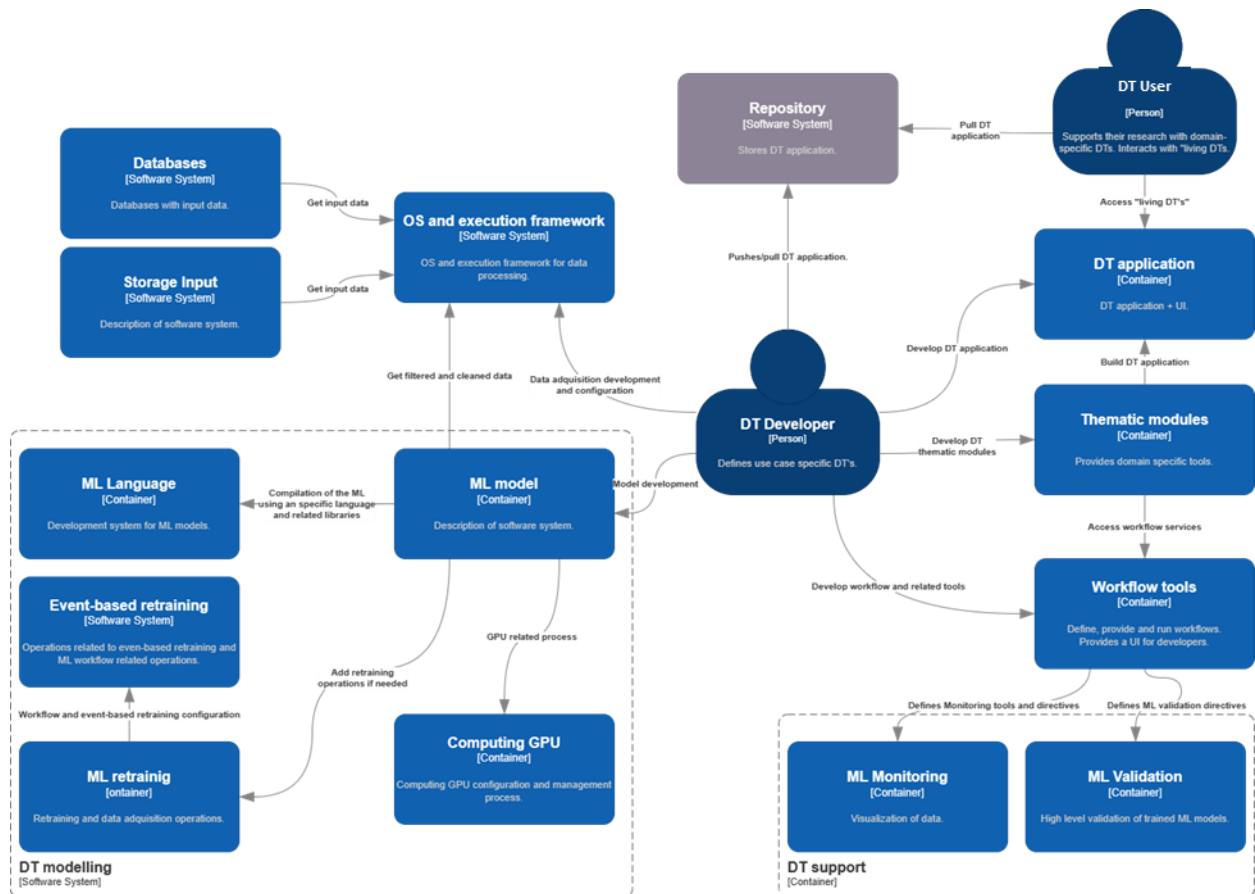 DT User
[Person]
Supports their research with domain-
specific DTs. Interacts with "living DTs.
Repository
[Software System]
Stores DT application.
Pull DT
application
Databases
[Software System]
Databases with input data.
Get input data
OS and execution framework
[Software System]
OS and execution framework for data
processing.
Access "living DT's"
Storage Input
[Software System]
Description of software system.
Get input data
Pushes/pull DT application.
DT application
[Container]
DT application + UI.
Get filtered and cleaned data
Data adquisition development
and configuration
Develop DT application
Build DT application
DT Developer
[Person]
Defines use case specific DT's.
Develop DT
thematic modules
Thematic modules
[Container]
Provides domain specific tools.
ML Language
[Container]
Development system for ML models.
Compilation of the ML
using an specific language
and related libraries
ML model
[Container]
Description of software system.
Model development
Access workflow services
Event-based retraining
[Software System]
Operations related to even-based retraining and
ML workflow related operations.
Develop workflow and related tools
Workflow tools
[Container]
Define, provide and run workflows.
Provides a UI for developers.
GPU related process
Add retraining
operations if needed
Workflow and event-based retraining configuration
Defines Monitoring tools and directives
Defines ML validation directives
ML retrainig
[ontainer]
Retraining and data adquisition operations.
Computing GPU
[Container]
Computing GPU configuration and management
process.
ML Monitoring
[Container]
Visualization of data.
ML Validation
[Container]
High level validation of trained ML models.
DT modelling
[Software System]
DT support
[Container]